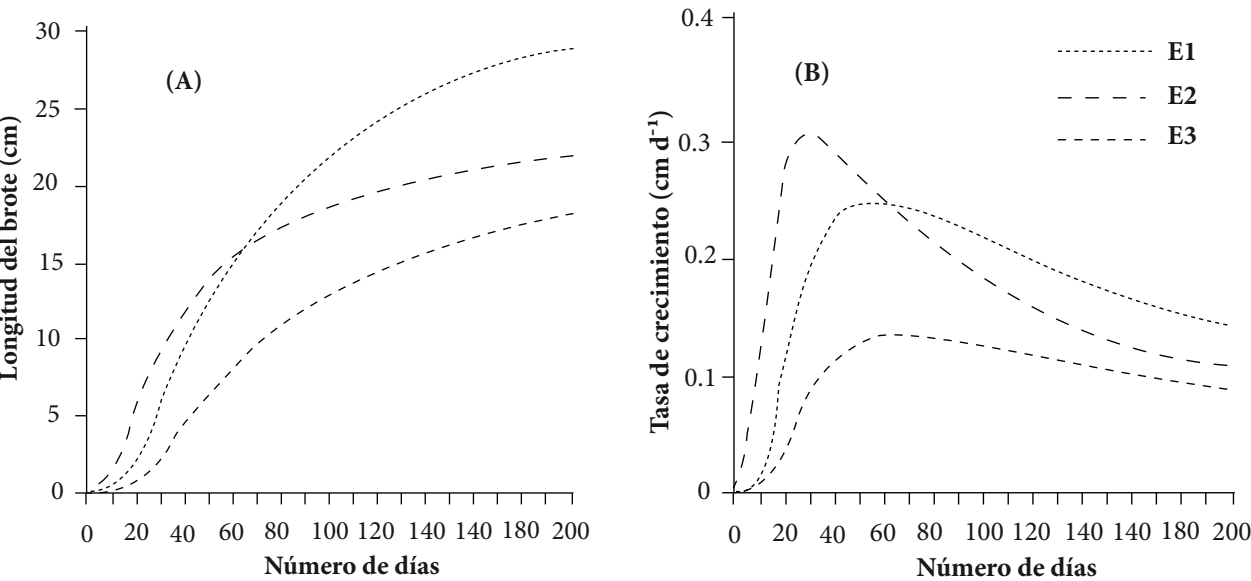 (A)
Longitud del brote (cm)
30
25
20
15
10
5
0
0 20 40 60 80 100 120 140 140 180 200
Número de días
(B)
E1
E2
E3
Tasa de crecimiento (cm d⁻¹)
0.4
0.3
0.2
0.1
0
0 20 40 60 80 100 120 140 140 180 200
Número de días